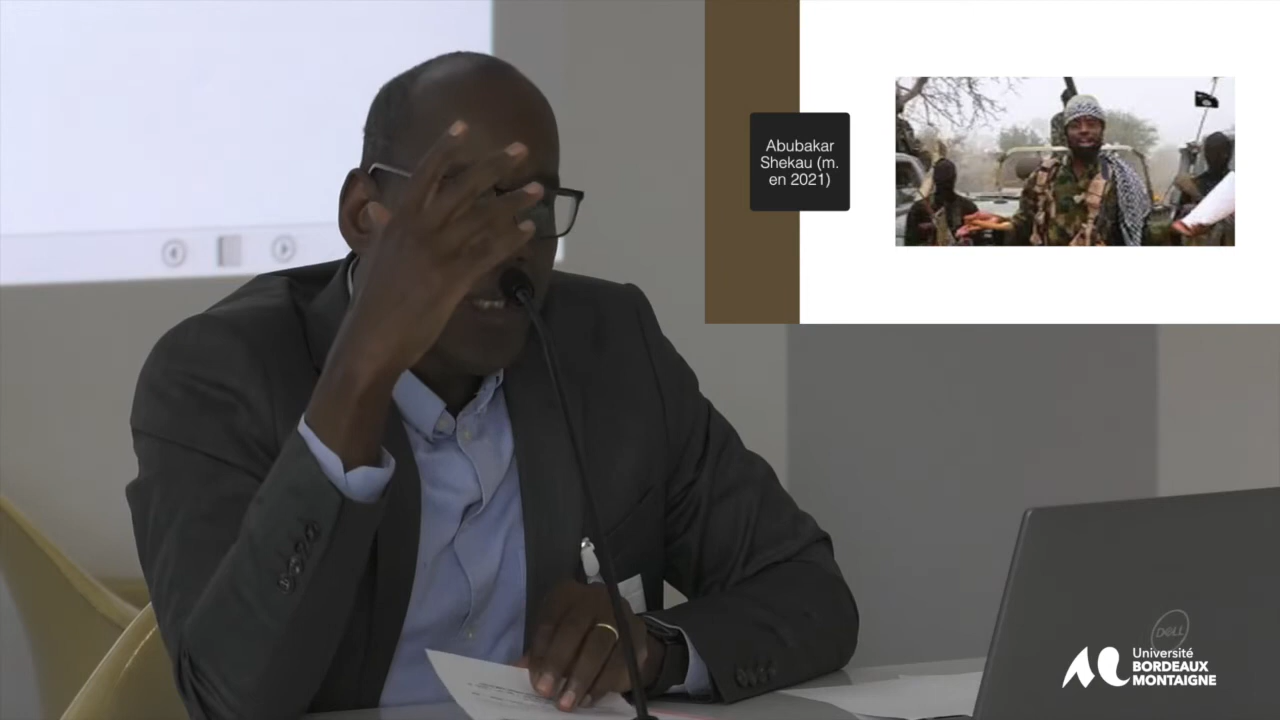 Abubakar
Shekau (m.
en 2021)
DELL
Université
BORDEAUX
MONTAIGNE